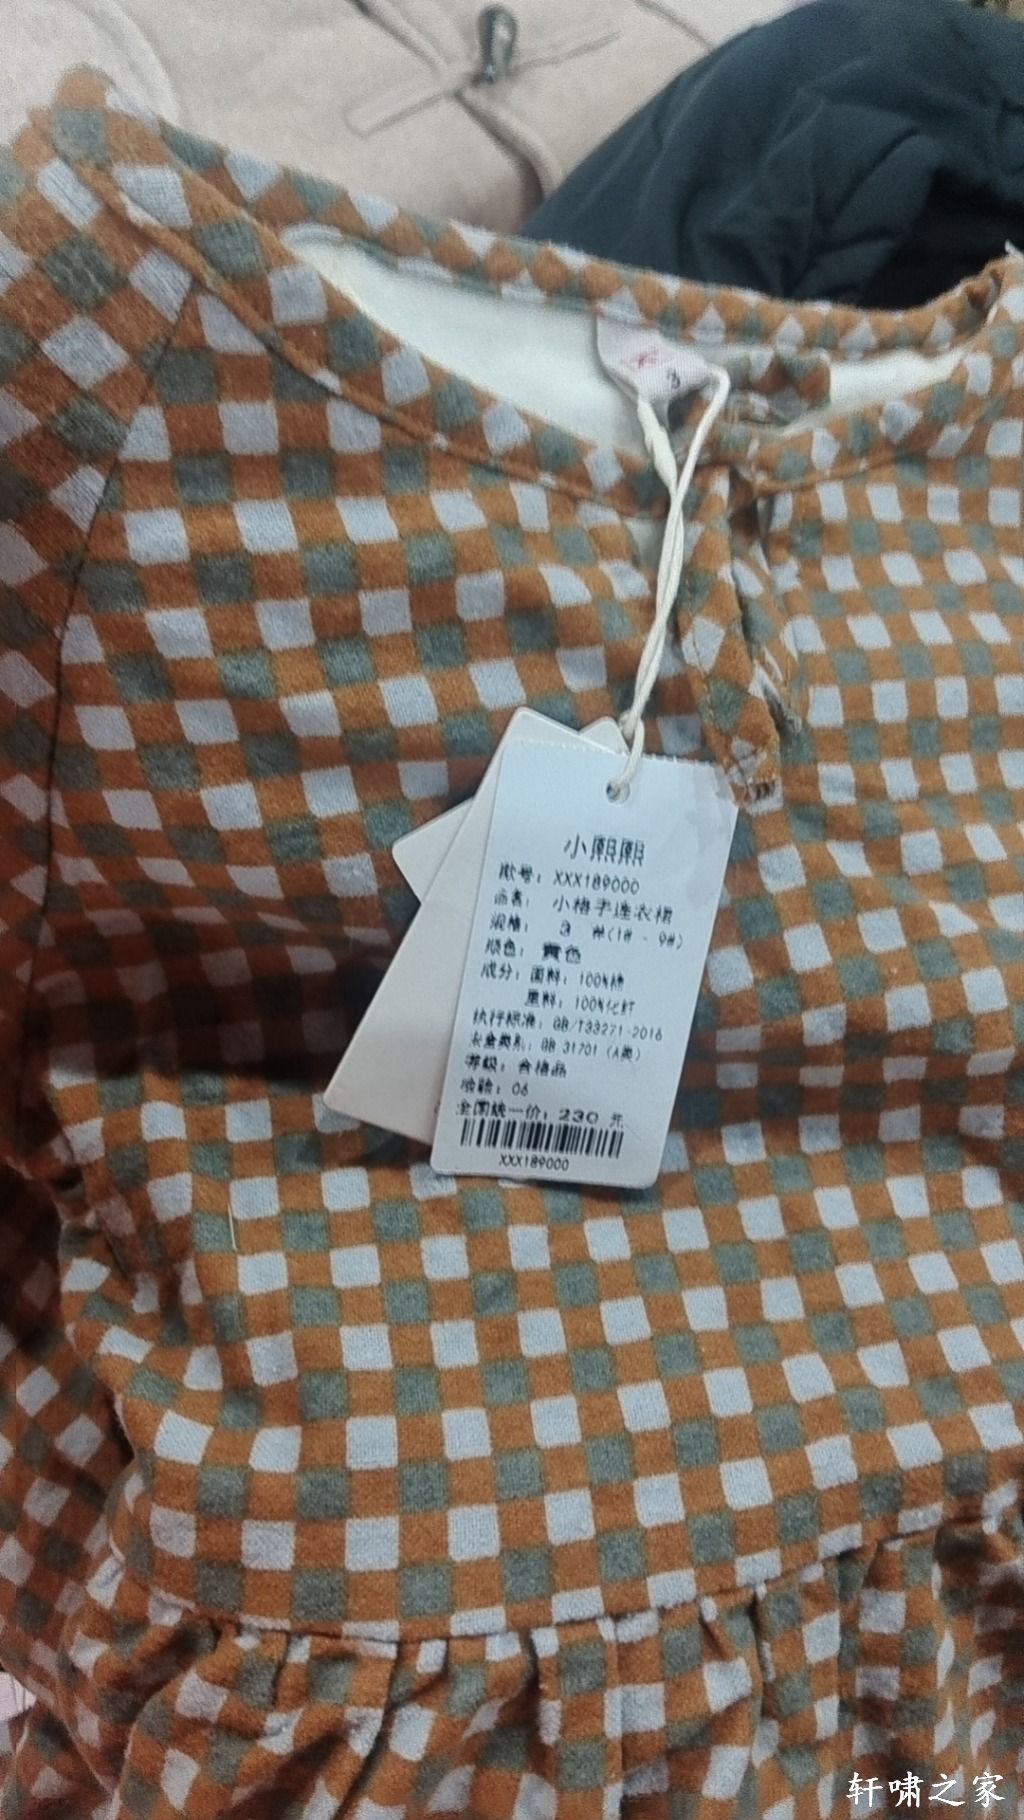 3
小熙熙
款号：XXX189000
品名： 小格子连衣裙
规格： 3 #(1# - 9#)
颜色： 黄色
成分：面料：100%棉
里料：100%化纤
执行标准：GB/T33271-2016
安全类别：GB 31701 (A类)
等级：合格品
检验：06
全国统一价：230 元
XXX189000
轩啸之家